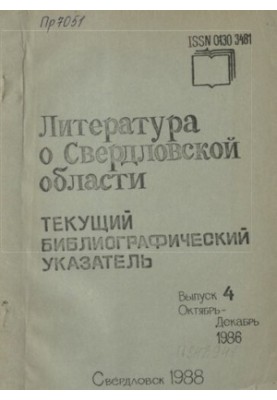 Пр7051
ISSN 0130 3481
Литература
о Свердловской
области
ТЕКУЩИЙ
БИБЛИОГРАФИЧЕСКИЙ
УКАЗАТЕЛЬ
Выпуск 4
Октябрь-
Декабрь
1986
Свердловск 1988